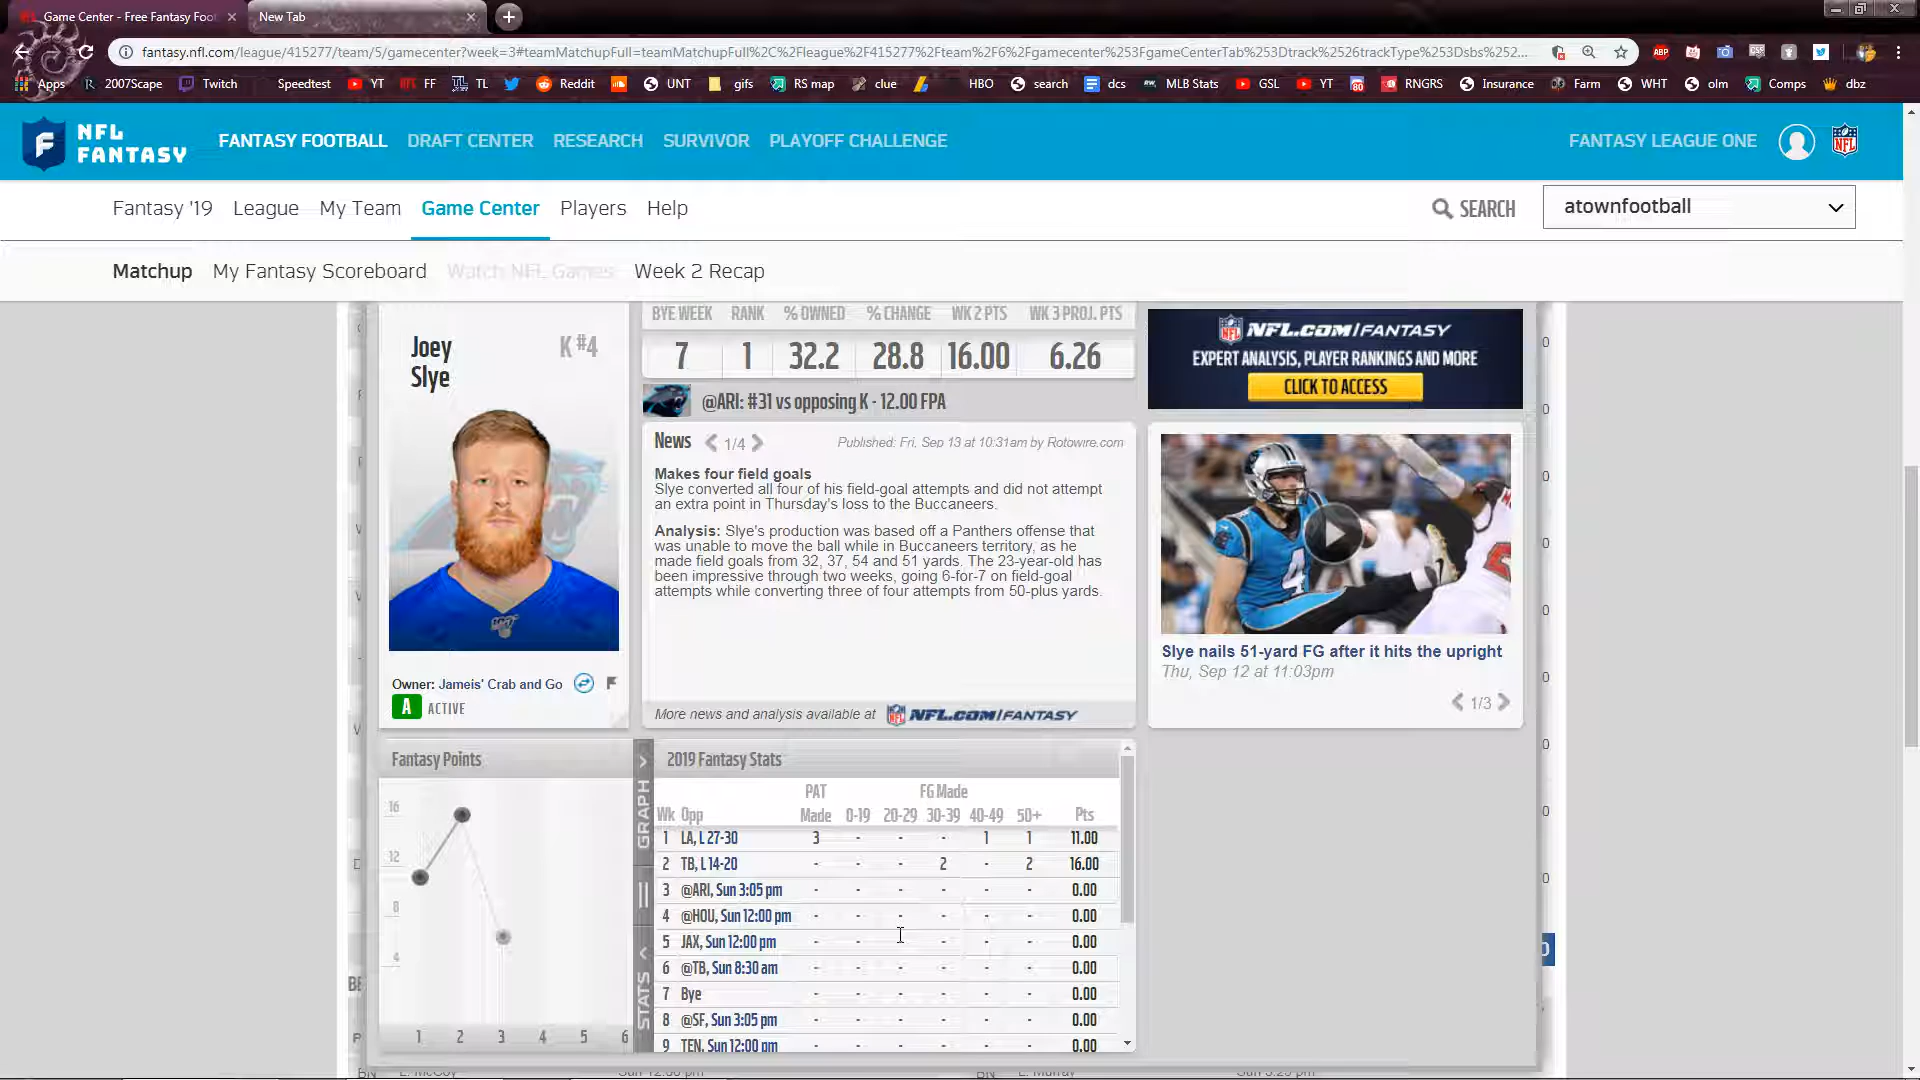 Game Center - Free Fantasy Foot
New Tab
fantasy.nfl.com/league/415277/team/5/gamecenter?week=3#teamMatchupFull=teamMatchupFull%2C%2Fleague%2F415277%2Fteam%2F6%2Fgamecenter%253FgameCenterTab%253Dtrack%2526trackType%253Dsbs%252...
Apps 2007Scape Twitch Speedtest YT FF TL Reddit UNT gifs RS map clue HBO search dcs MLB Stats GSL YT RNGRS Insurance Farm WHT olm Comps dbz
NFL FANTASY
FANTASY FOOTBALL DRAFT CENTER RESEARCH SURVIVOR PLAYOFF CHALLENGE FANTASY LEAGUE ONE
Fantasy '19 League My Team Game Center Players Help SEARCH atownfootball
Matchup My Fantasy Scoreboard Watch NFL Games Week 2 Recap
Joey
Slye
K #4
BYE WEEK RANK % OWNED % CHANGE WK 2 PTS WK 3 PROJ. PTS
7 1 32.2 28.8 16.00 6.26
@ARI: #31 vs opposing K - 12.00 FPA
NFL.COM/FANTASY
EXPERT ANALYSIS, PLAYER RANKINGS AND MORE
CLICK TO ACCESS
News 1/4 Published: Fri, Sep 13 at 10:31am by Rotowire.com
Makes four field goals
Slye converted all four of his field-goal attempts and did not attempt
an extra point in Thursday's loss to the Buccaneers.
Analysis: Slye's production was based off a Panthers offense that
was unable to move the ball while in Buccaneers territory, as he
made field goals from 32, 37, 54 and 51 yards. The 23-year-old has
been impressive through two weeks, going 6-for-7 on field-goal
attempts while converting three of four attempts from 50-plus yards.
More news and analysis available at NFL.COM/FANTASY
Slye nails 51-yard FG after it hits the upright
Thu, Sep 12 at 11:03pm
1/3
Owner: Jameis' Crab and Go
A ACTIVE
Fantasy Points
16
12
8
4
1 2 3 4 5 6
GRAPH
STATS
2019 Fantasy Stats
PAT FG Made
Wk Opp Made 0-19 20-29 30-39 40-49 50+ Pts
1 LA, L 27-30 3 - - - 1 1 11.00
2 TB, L 14-20 - - - 2 - 2 16.00
3 @ARI, Sun 3:05 pm - - - - - - 0.00
4 @HOU, Sun 12:00 pm - - - - - - 0.00
5 JAX, Sun 12:00 pm - - - - - - 0.00
6 @TB, Sun 8:30 am - - - - - - 0.00
7 Bye - - - - - - 0.00
8 @SF, Sun 3:05 pm - - - - - - 0.00
9 TEN, Sun 12:00 pm - - - - - - 0.00